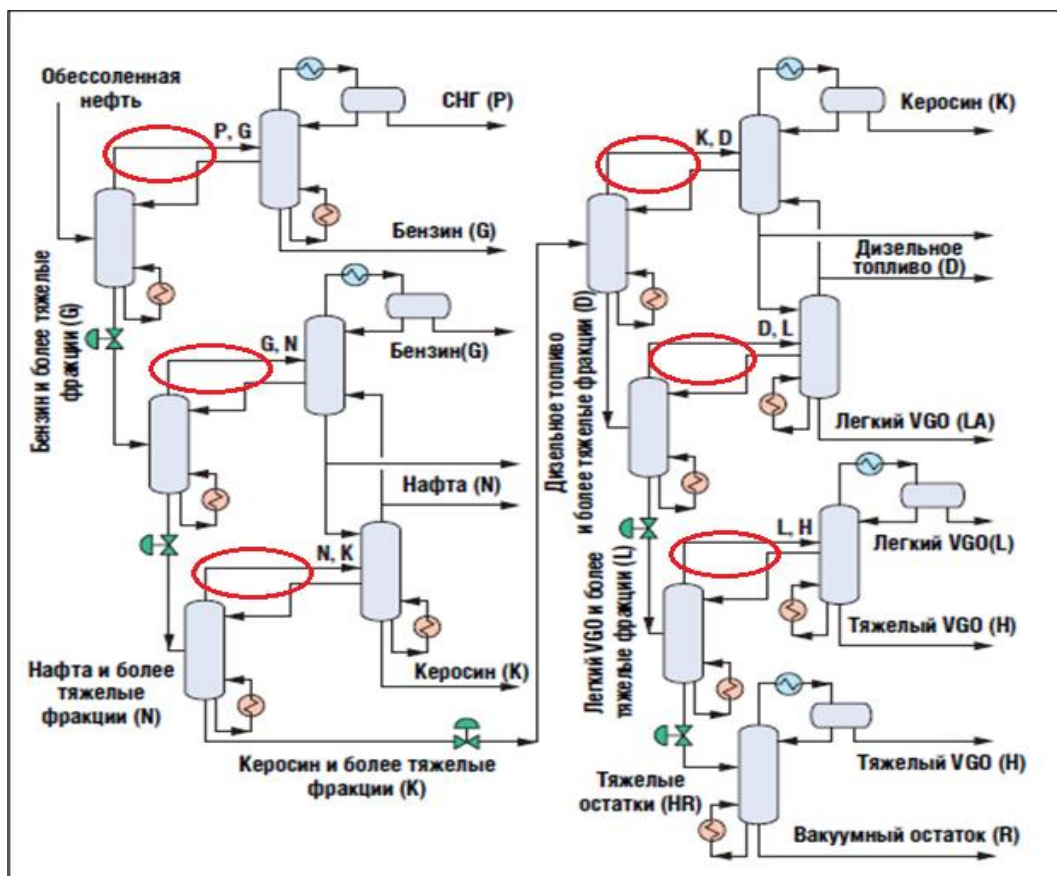 Обессоленная
нефть
P, G
СНГ (P)
Бензин (G)
Бензин и более тяжелые
фракции (G)
G, N
Бензин(G)
Нафта (N)
N, K
Керосин (K)
Нафта и более
тяжелые
фракции (N)
Керосин и более тяжелые
фракции (K)
K, D
Керосин (K)
Дизельное
топливо (D)
Дизельное топливо
и более тяжелые фракции (D)
D, L
Легкий VGO (LA)
L, H
Легкий VGO(L)
Тяжелый VGO (H)
Легкий VGO и более
тяжелые фракции (L)
Тяжелые
остатки (HR)
Тяжелый VGO (H)
Вакуумный остаток (R)